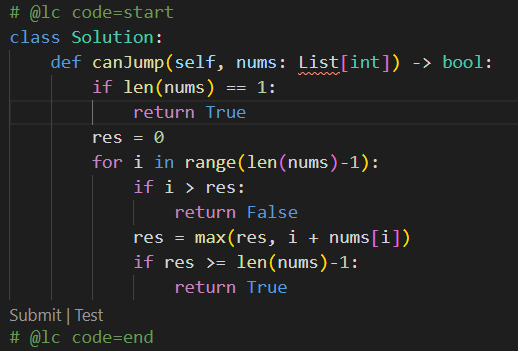 # @lc code=start
class Solution:
    def canJump(self, nums: List[int]) -> bool:
        if len(nums) == 1:
            return True
        res = 0
        for i in range(len(nums)-1):
            if i > res:
                return False
            res = max(res, i + nums[i])
            if res >= len(nums)-1:
                return True
Submit | Test
# @lc code=end